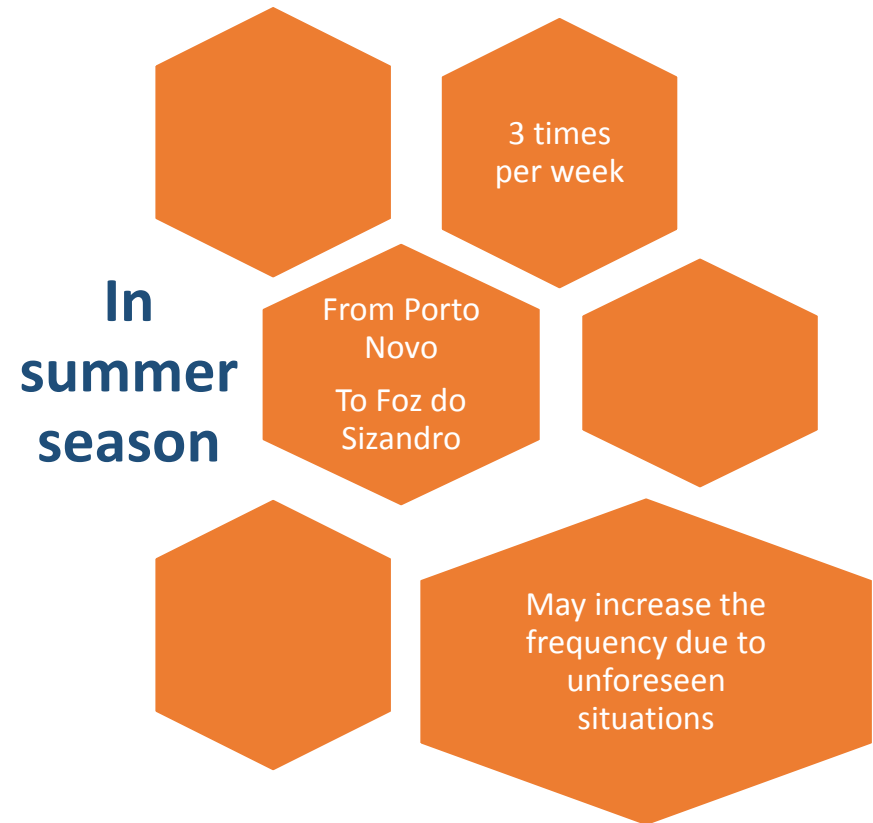 3 times
per week
In
summer
season
From Porto
Novo
To Foz do
Sizandro
May increase the
frequency due to
unforeseen
situations